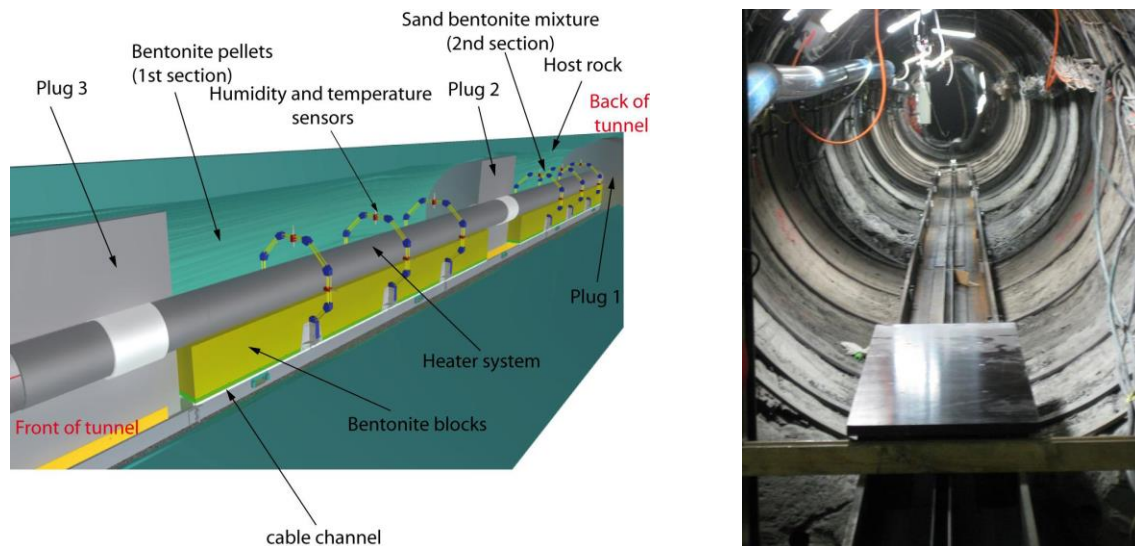 Sand bentonite mixture
(2nd section)
Bentonite pellets
(1st section)
Host rock
Plug 3
Humidity and temperature
sensors
Plug 2
Back of
tunnel
Plug 1
Heater system
Front of tunnel
Bentonite blocks
cable channel